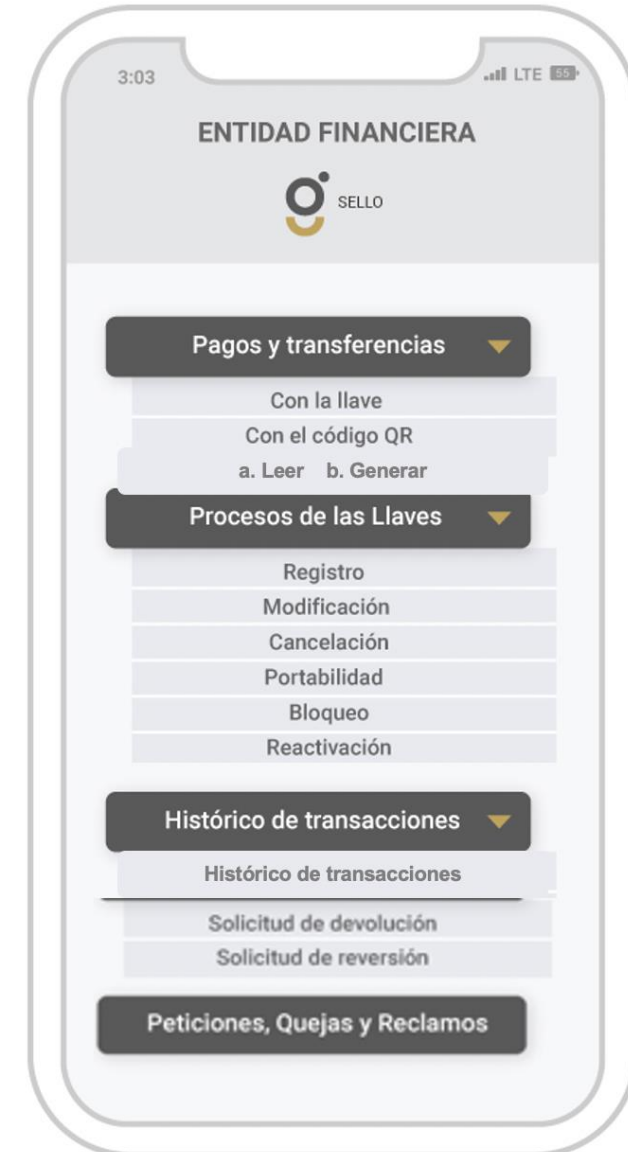 3:03
LTE 55
ENTIDAD FINANCIERA
SELLO
Pagos y transferencias
Con la llave
Con el código QR
a. Leer b. Generar
Procesos de las Llaves
Registro
Modificación
Cancelación
Portabilidad
Bloqueo
Reactivación
Histórico de transacciones
Histórico de transacciones
Solicitud de devolución
Solicitud de reversión
Peticiones, Quejas y Reclamos